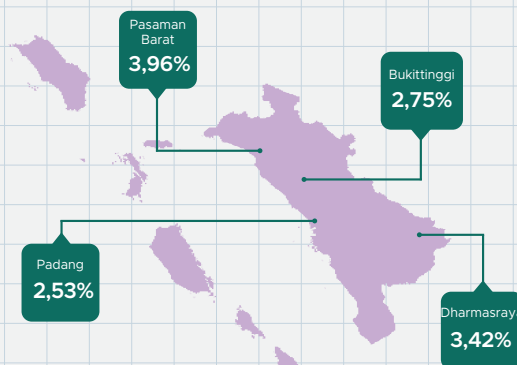 Pasaman
Barat
3,96%
Bukittinggi
2,75%
Padang
2,53%
Dharmasraya
3,42%